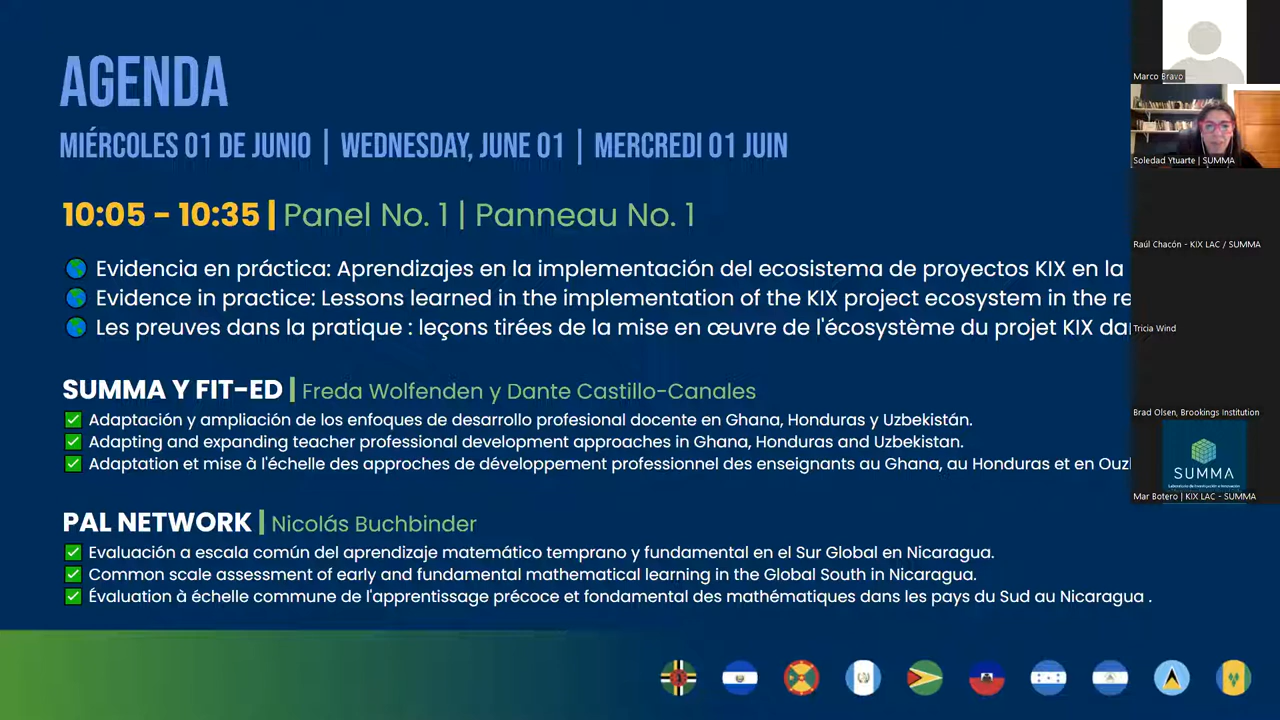 AGENDA
MIÉRCOLES 01 DE JUNIO | WEDNESDAY, JUNE 01 | MERCREDI 01 JUIN
10:05 - 10:35 | Panel No. 1 | Panneau No. 1
Evidencia en práctica: Aprendizajes en la implementación del ecosistema de proyectos KIX en la
Evidence in practice: Lessons learned in the implementation of the KIX project ecosystem in the re
Les preuves dans la pratique : leçons tirées de la mise en œuvre de l'écosystème du projet KIX da
SUMMA Y FIT-ED | Freda Wolfenden y Dante Castillo-Canales
Adaptación y ampliación de los enfoques de desarrollo profesional docente en Ghana, Honduras y Uzbekistán.
Adapting and expanding teacher professional development approaches in Ghana, Honduras and Uzbekistan.
Adaptation et mise à l'échelle des approches de développement professionnel des enseignants au Ghana, au Honduras et en Ouz
PAL NETWORK | Nicolás Buchbinder
Evaluación a escala común del aprendizaje matemático temprano y fundamental en el Sur Global en Nicaragua.
Common scale assessment of early and fundamental mathematical learning in the Global South in Nicaragua.
Évaluation à échelle commune de l'apprentissage précoce et fondamental des mathématiques dans les pays du Sud au Nicaragua .
Marco Bravo
Soledad Ytuarte | SUMMA
Raúl Chacón - KIX LAC / SUMMA
Tricia Wind
Brad Olsen, Brookings Institution
SUMMA
Mar Botero | KIX LAC - SUMMA